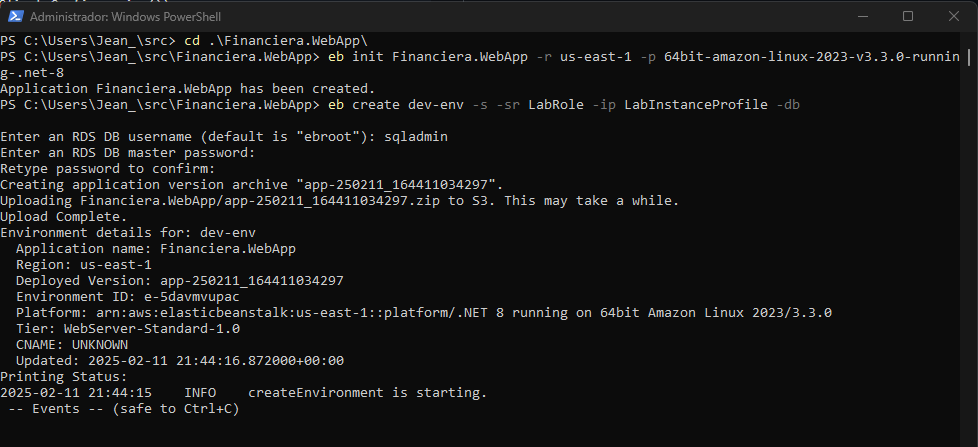 Administrador: Windows PowerShell
PS C:\Users\Jean_\src> cd .\Financiera.WebApp\
PS C:\Users\Jean_\src\Financiera.WebApp> eb init Financiera.WebApp -r us-east-1 -p 64bit-amazon-linux-2023-v3.3.0-runnin
g-.net-8
Application Financiera.WebApp has been created.
PS C:\Users\Jean_\src\Financiera.WebApp> eb create dev-env -s -sr LabRole -ip LabInstanceProfile -db
Enter an RDS DB username (default is "ebroot"): sqladmin
Enter an RDS DB master password:
Retype password to confirm:
Creating application version archive "app-250211_164411034297".
Uploading Financiera.WebApp/app-250211_164411034297.zip to S3. This may take a while.
Upload Complete.
Environment details for: dev-env
  Application name: Financiera.WebApp
  Region: us-east-1
  Deployed Version: app-250211_164411034297
  Environment ID: e-5davmvupac
  Platform: arn:aws:elasticbeanstalk:us-east-1::platform/.NET 8 running on 64bit Amazon Linux 2023/3.3.0
  Tier: WebServer-Standard-1.0
  CNAME: UNKNOWN
  Updated: 2025-02-11 21:44:16.872000+00:00
Printing Status:
2025-02-11 21:44:15    INFO    createEnvironment is starting.
 -- Events -- (safe to Ctrl+C)